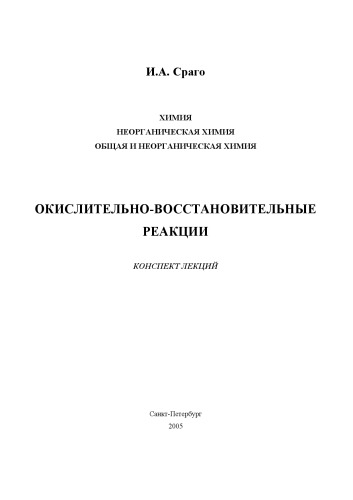 И.А. Сраго
ХИМИЯ
НЕОРГАНИЧЕСКАЯ ХИМИЯ
ОБЩАЯ И НЕОРГАНИЧЕСКАЯ ХИМИЯ
ОКИСЛИТЕЛЬНО-ВОССТАНОВИТЕЛЬНЫЕ
РЕАКЦИИ
КОНСПЕКТ ЛЕКЦИЙ
Санкт-Петербург
2005